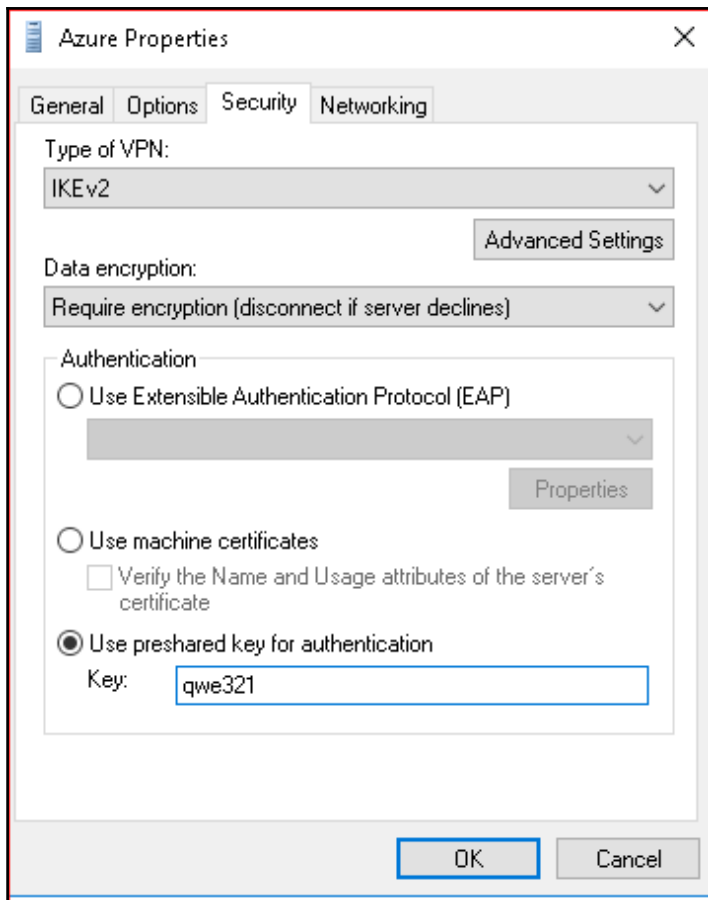 Azure Properties
General Options Security Networking
Type of VPN:
IKEv2
Advanced Settings
Data encryption:
Require encryption (disconnect if server declines)
Authentication
Use Extensible Authentication Protocol (EAP)
Properties
Use machine certificates
Verify the Name and Usage attributes of the server´s
certificate
Use preshared key for authentication
Key: qwe321
OK Cancel